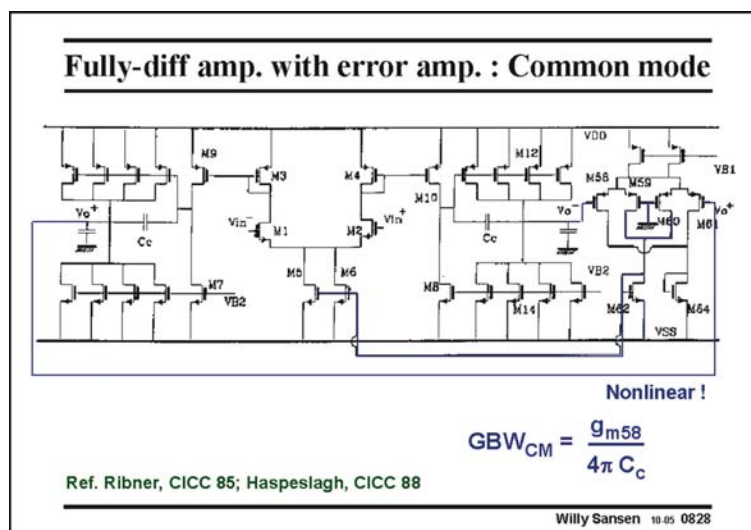 Fully-diff amp. with error amp. : Common mode
VDD
M9 M3 M4 M10 M12 M58 M59 VB1
Vo+ Cc Vin- M1 M2 Vin+ Cc Vo- M60 M61 Vo+
M7 VB2 M5 M6 M8 M14 VB2 M62 M64
VSS
Nonlinear !
GBWCM = gm58
4π Cc
Ref. Ribner, CICC 85; Haspeslagh, CICC 88
Willy Sansen 10-05 0828